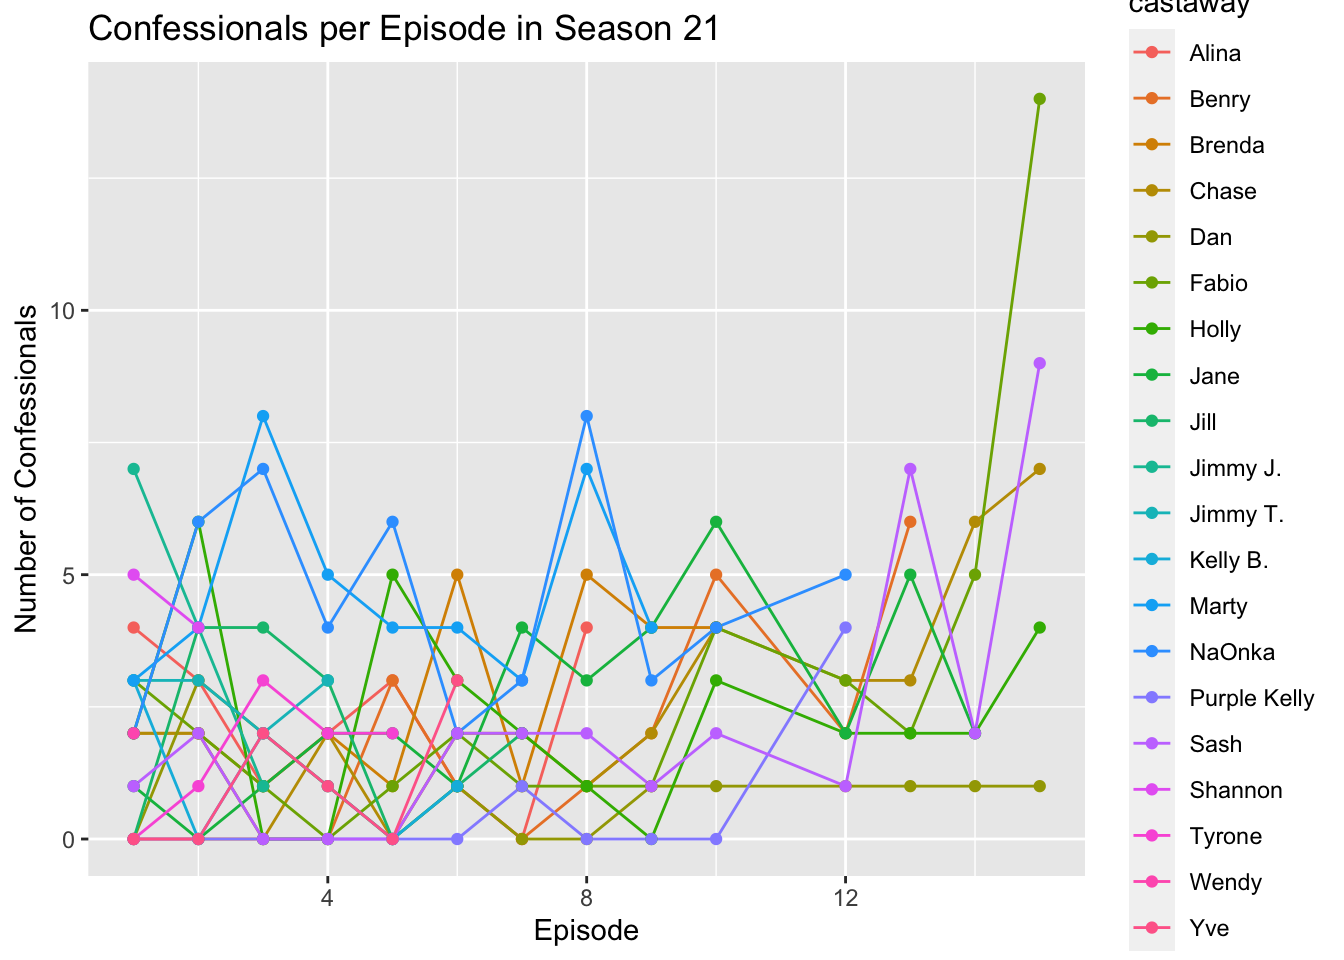 Confessionals per Episode in Season 21
castaway
Alina
Benry
Brenda
Chase
Dan
Fabio
Holly
Jane
Jill
Jimmy J.
Jimmy T.
Kelly B.
Marty
NaOnka
Purple Kelly
Sash
Shannon
Tyrone
Wendy
Yve
Number of Confessionals
10
5
0
4
8
12
Episode